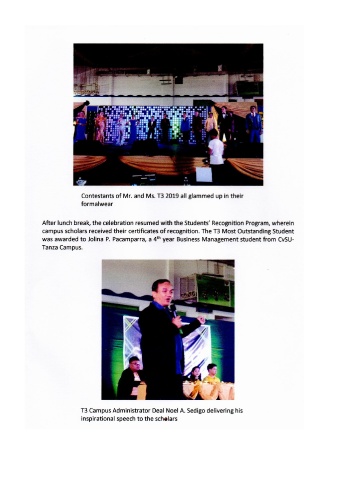 Contestants of Mr. and Ms. T3 2019 all glammed up in their
formalwear
After lunch break, the celebration resumed with the Students' Recognition Program, wherein
campus scholars received their certificates of recognition. The T3 Most Outstanding Student
was awarded to Jolina P. Pacamparra, a 4th year Business Management student from CvSU-
Tanza Campus.
T3 Campus Administrator Deal Noel A. Sedigo delivering his
inspirational speech to the scholars